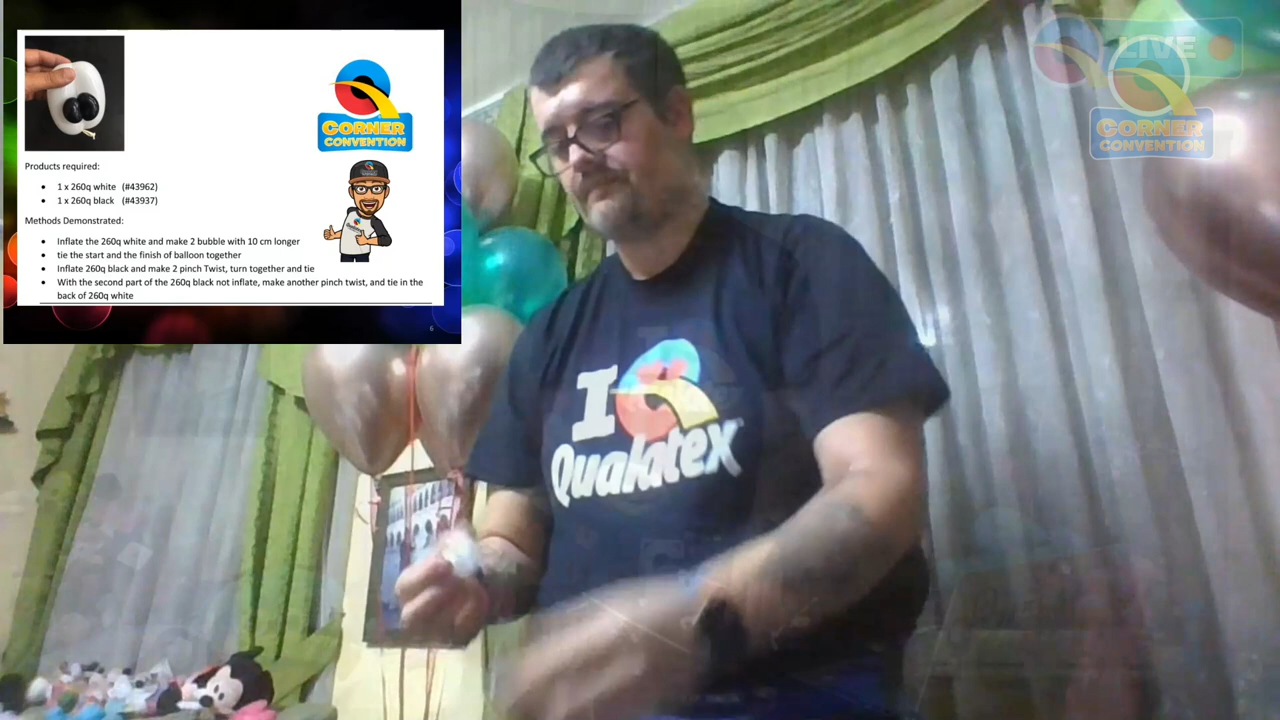 CORNER
CONVENTION
Products required:
• 1 x 260q white (#43962)
• 1 x 260q black (#43937)
Methods Demonstrated:
• Inflate the 260q white and make 2 bubble with 10 cm longer
• tie the start and the finish of balloon together
• Inflate 260q black and make 2 pinch Twist, turn together and tie
• With the second part of the 260q black not inflate, make another pinch twist, and tie in the
back of 260q white
6
LIVE
CORNER
CONVENTION
I
Qualatex